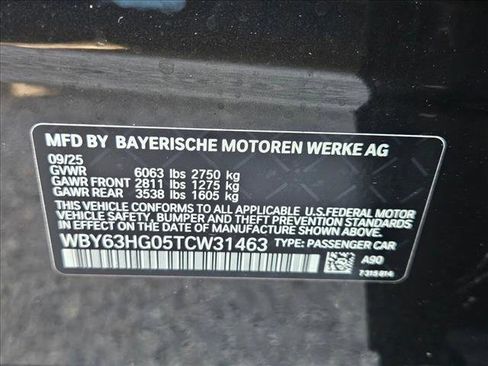 MFD BY BAYERISCHE MOTOREN WERKE AG
09/25
GVWR 6063 lbs 2750 kg
GAWR FRONT 2811 lbs 1275 kg
GAWR REAR 3538 lbs 1605 kg
THIS VEHICLE CONFORMS TO ALL APPLICABLE U.S.FEDERAL MOTOR
VEHICLE SAFETY, BUMPER AND THEFT PREVENTION STANDARDS
IN EFFECT ON THE DATE OF MANUFACTURE SHOWN ABOVE.
WBY63HG05TCW31463 TYPE: PASSENGER CAR
A90
7318814